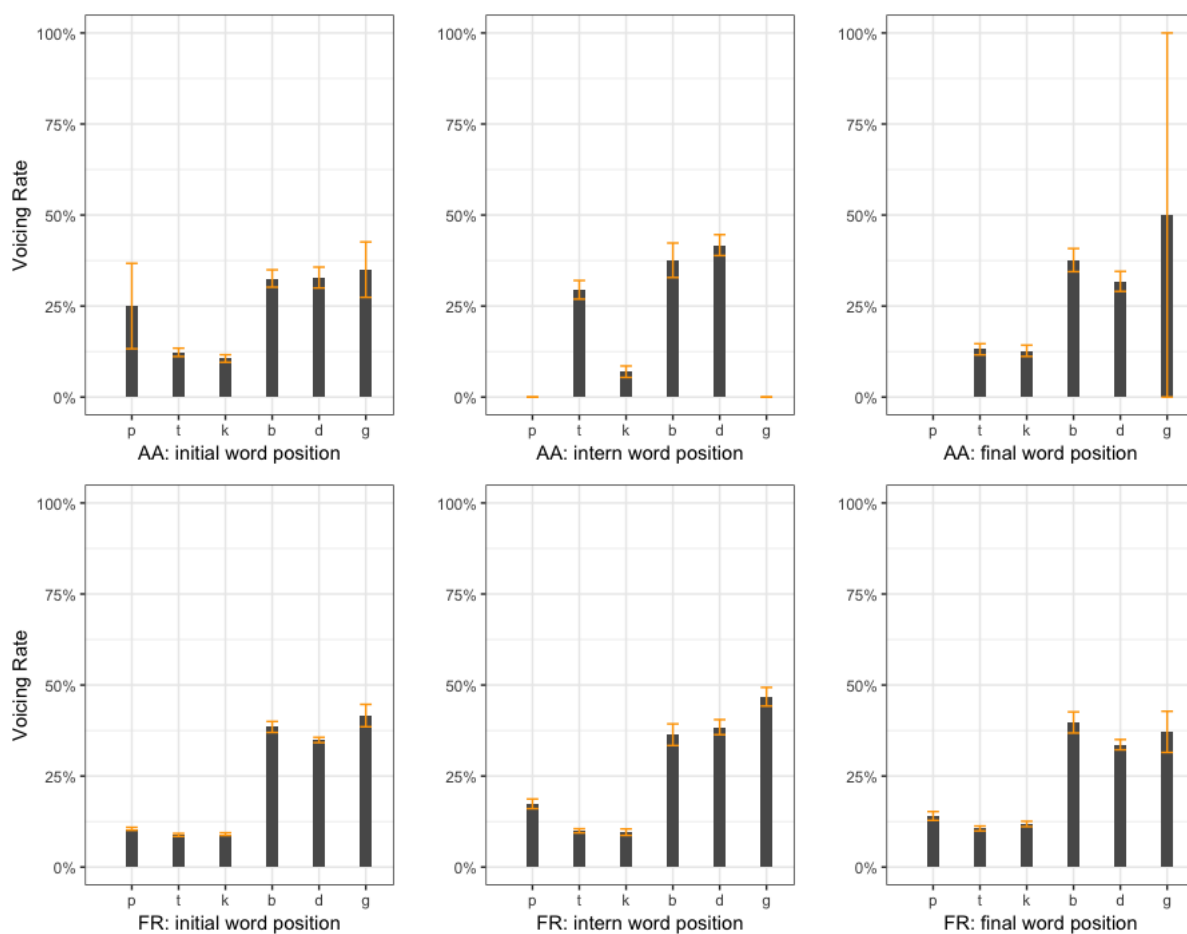 Voicing Rate
100%
75%
50%
25%
0%
p t k b d g
AA: initial word position
100%
75%
50%
25%
0%
p t k b d g
AA: intern word position
100%
75%
50%
25%
0%
p t k b d g
AA: final word position
Voicing Rate
100%
75%
50%
25%
0%
p t k b d g
FR: initial word position
100%
75%
50%
25%
0%
p t k b d g
FR: intern word position
100%
75%
50%
25%
0%
p t k b d g
FR: final word position